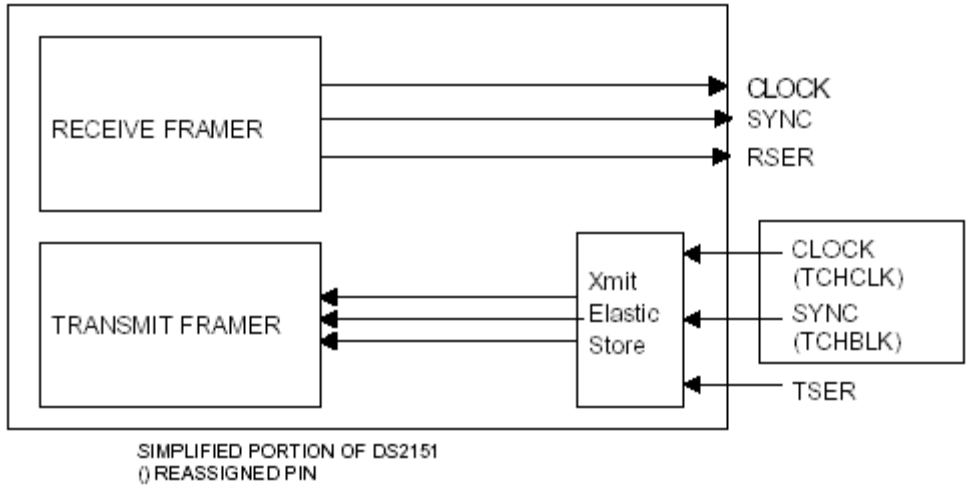 RECEIVE FRAMER
CLOCK
SYNC
RSER
TRANSMIT FRAMER
Xmit
Elastic
Store
CLOCK
(TCHCLK)
SYNC
(TCHBLK)
TSER
SIMPLIFIED PORTION OF DS2151
() REASSIGNED PIN